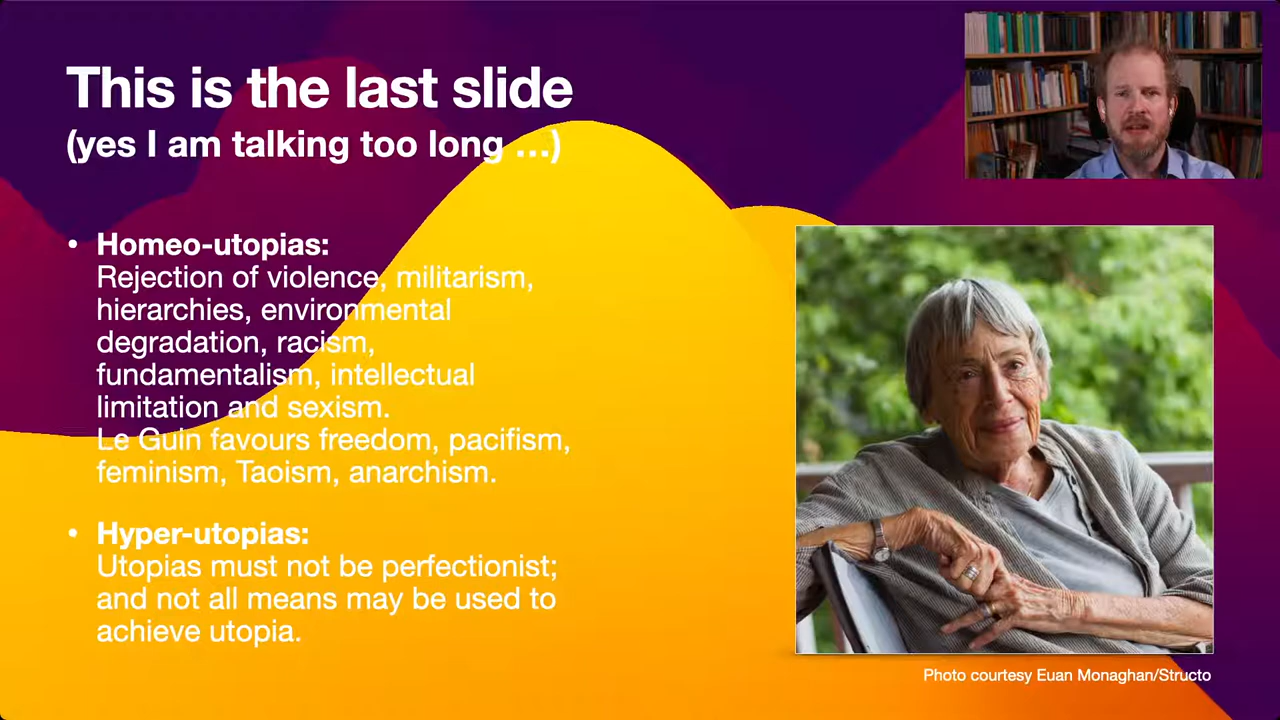 This is the last slide
(yes I am talking too long ...)
• Homeo-utopias:
Rejection of violence, militarism,
hierarchies, environmental
degradation, racism,
fundamentalism, intellectual
limitation and sexism.
Le Guin favours freedom, pacifism,
feminism, Taoism, anarchism.
• Hyper-utopias:
Utopias must not be perfectionist;
and not all means may be used to
achieve utopia.
Photo courtesy Euan Monaghan/Structo